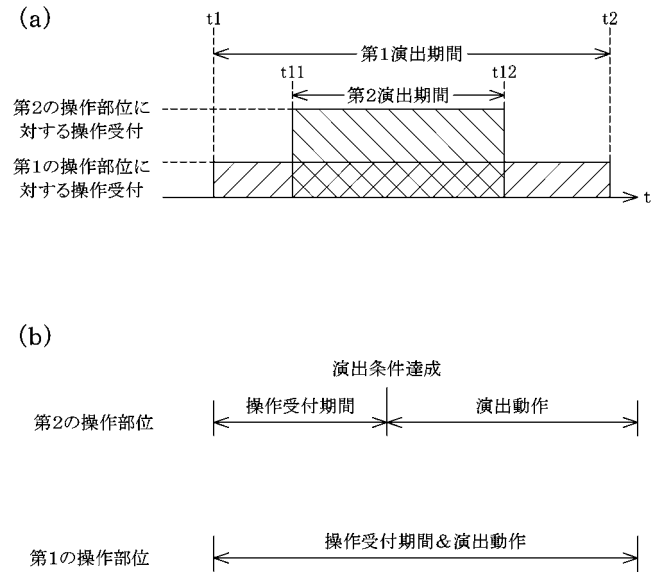 (a)
t1
t2
第1演出期間
t11
t12
第2演出期間
第2の操作部位に
対する操作受付
第1の操作部位に
対する操作受付
t
(b)
演出条件達成
操作受付期間
演出動作
第2の操作部位
操作受付期間&演出動作
第1の操作部位